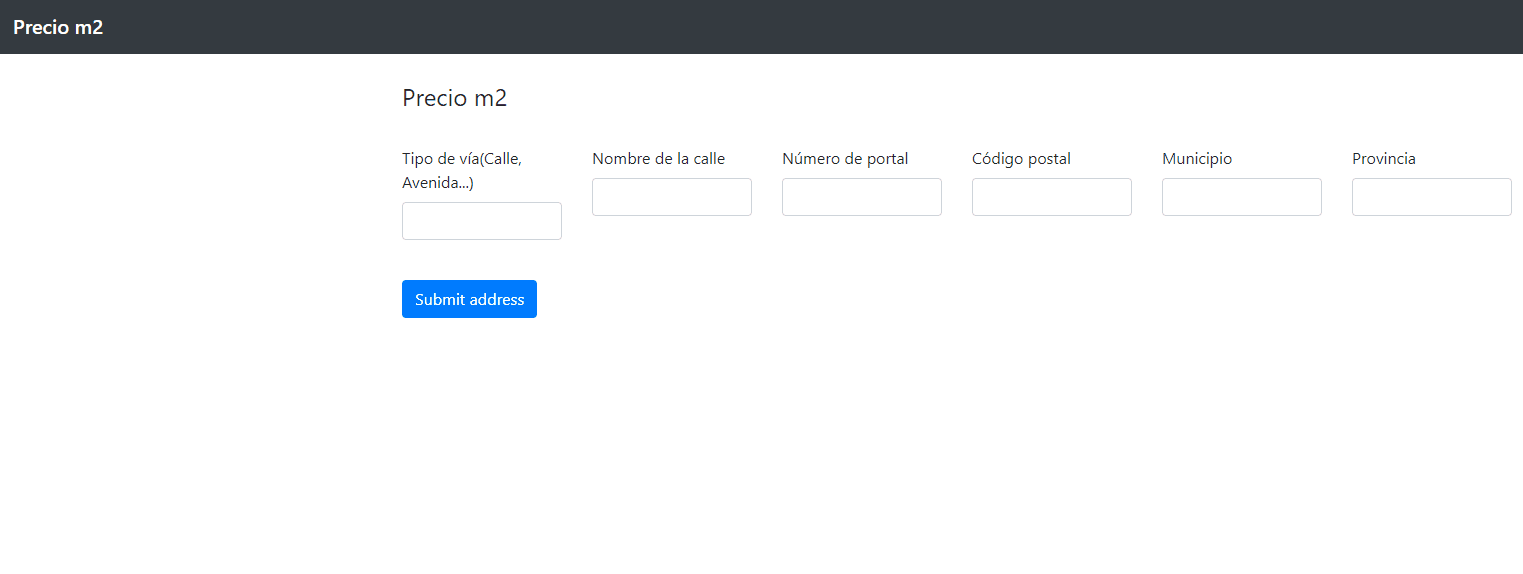 Precio m2
Precio m2
Tipo de vía(Calle,
Avenida...)
Nombre de la calle
Número de portal
Código postal
Municipio
Provincia
Submit address